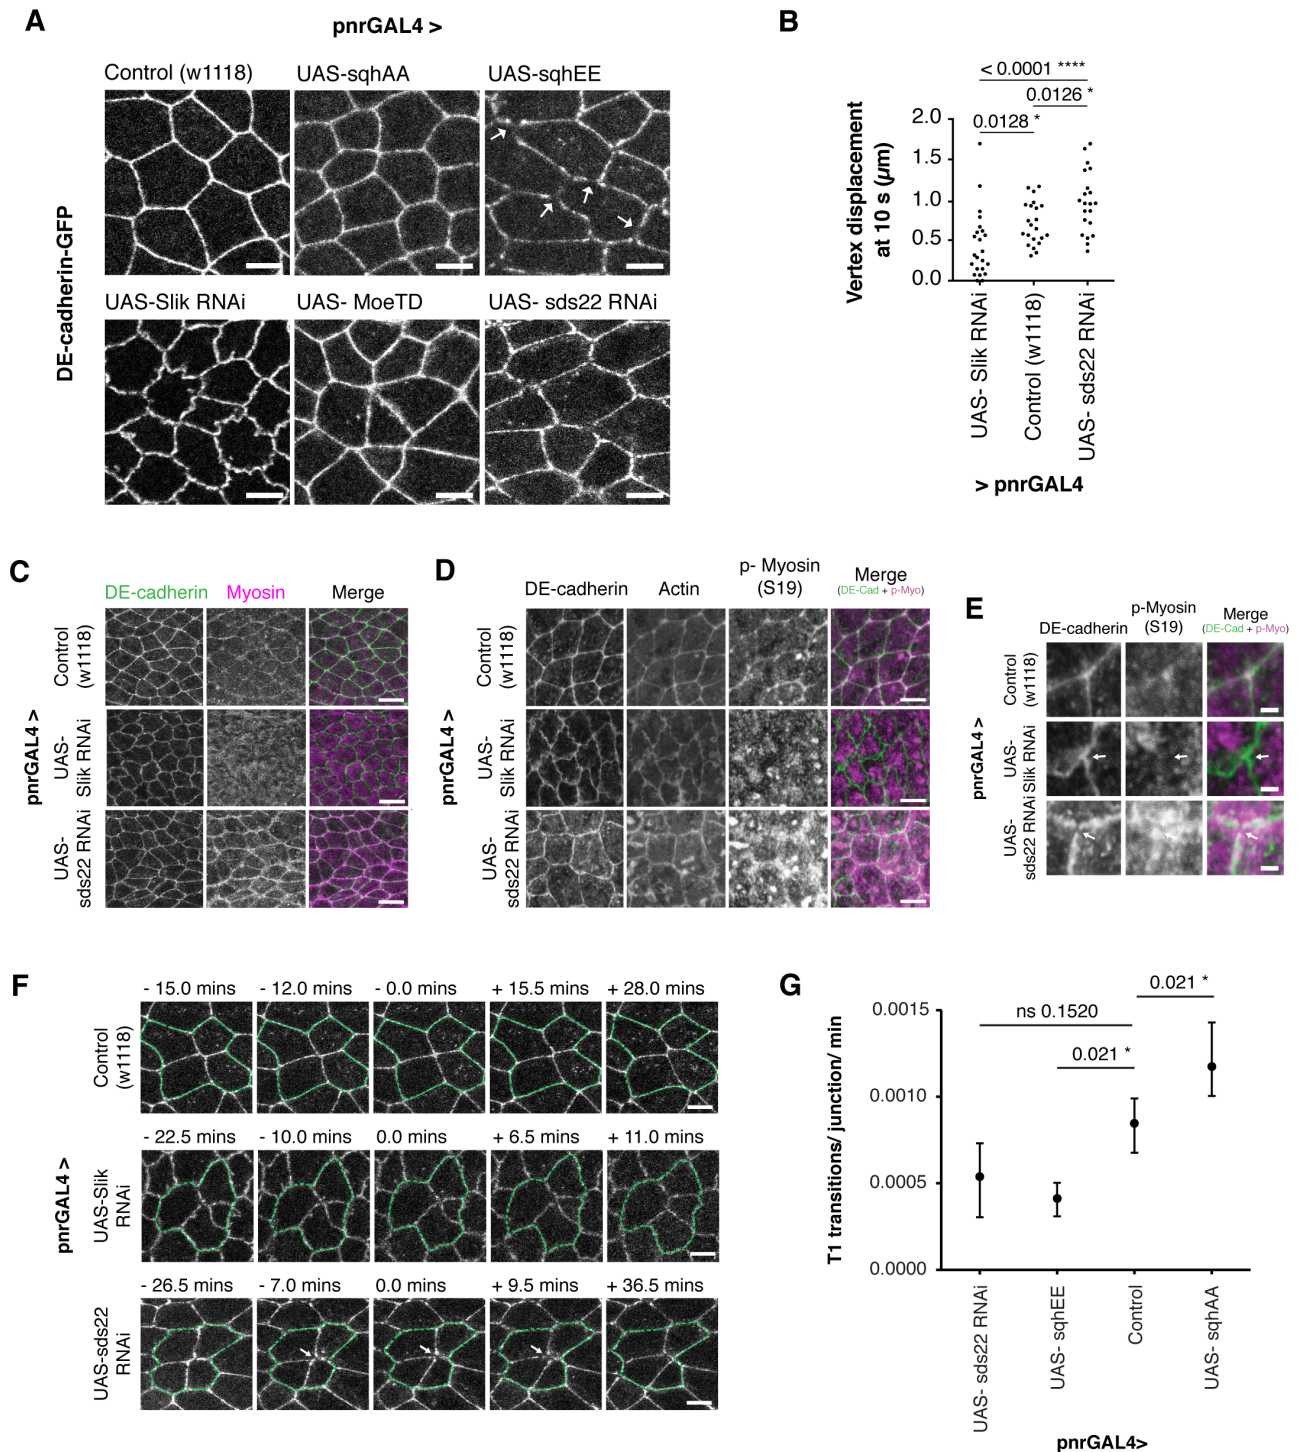 A
pnrGAL4 >
Control (w1118)
UAS-sqhAA
UAS-sqhEE
DE-cadherin-GFP
UAS-Slik RNAi
UAS- MoeTD
UAS- sds22 RNAi
B
< 0.0001 ****
0.0126 *
0.0128 *
Vertex displacement
at 10 s (µm)
2.0
1.5
1.0
0.5
0.0
UAS- Slik RNAi
Control (w1118)
UAS- sds22 RNAi
> pnrGAL4
C
DE-cadherin
Myosin
Merge
pnrGAL4 >
Control
(w1118)
UAS-
Slik RNAi
UAS-
sds22 RNAi
D
DE-cadherin
Actin
p- Myosin
(S19)
Merge
(DE-Cad + p-Myo)
pnrGAL4 >
Control
(w1118)
UAS-
Slik RNAi
UAS-
sds22 RNAi
E
DE-cadherin
p-Myosin
(S19)
Merge
(DE-Cad + p-Myo)
pnrGAL4 >
Control
(w1118)
UAS-
Slik RNAi
UAS-
sds22 RNAi
F
- 15.0 mins
- 12.0 mins
- 0.0 mins
+ 15.5 mins
+ 28.0 mins
Control
(w1118)
pnrGAL4 >
- 22.5 mins
- 10.0 mins
0.0 mins
+ 6.5 mins
+ 11.0 mins
UAS-Slik
RNAi
- 26.5 mins
- 7.0 mins
0.0 mins
+ 9.5 mins
+ 36.5 mins
UAS-sds22
RNAi
G
0.021 *
ns 0.1520
0.021 *
T1 transitions/ junction/ min
0.0015
0.0010
0.0005
0.0000
UAS- sds22 RNAi
UAS- sqhEE
Control
UAS- sqhAA
pnrGAL4>